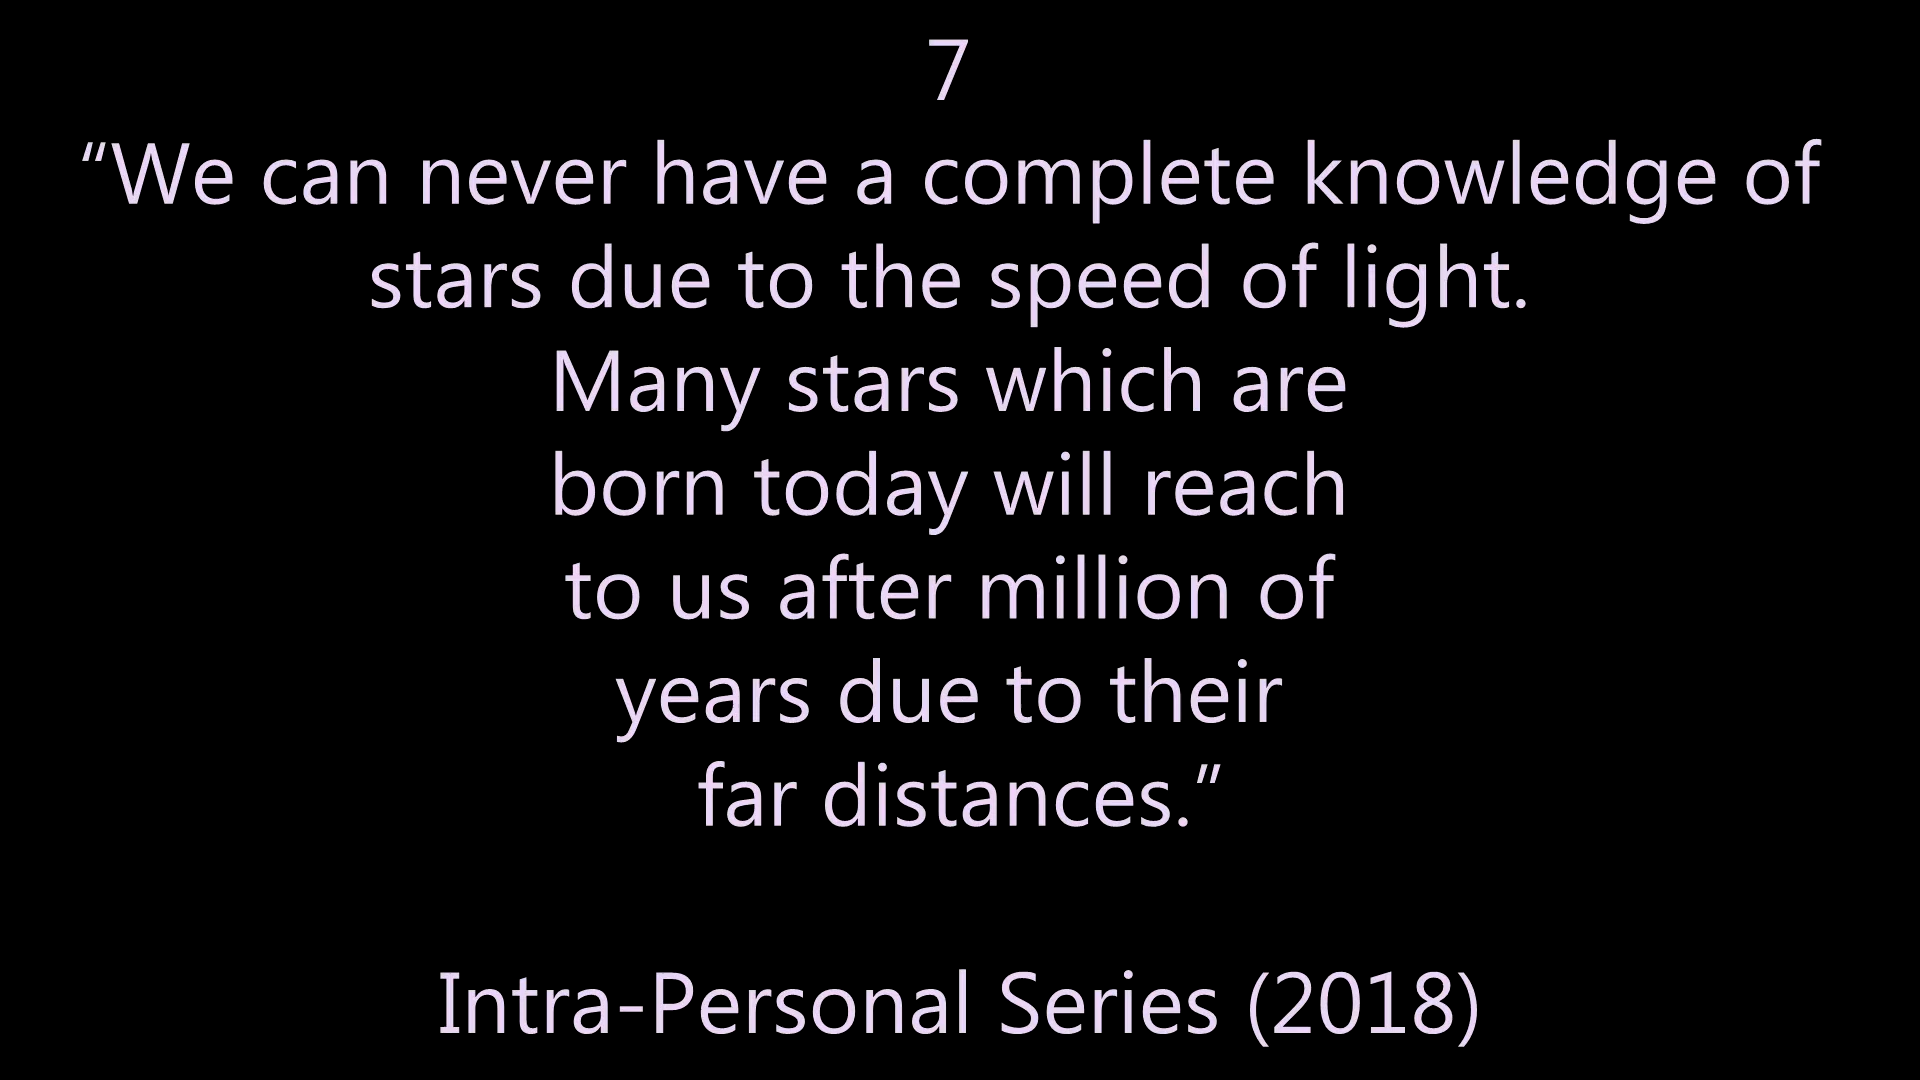 7
“We can never have a complete knowledge of
stars due to the speed of light.
Many stars which are
born today will reach
to us after million of
years due to their
far distances.”
Intra-Personal Series (2018)